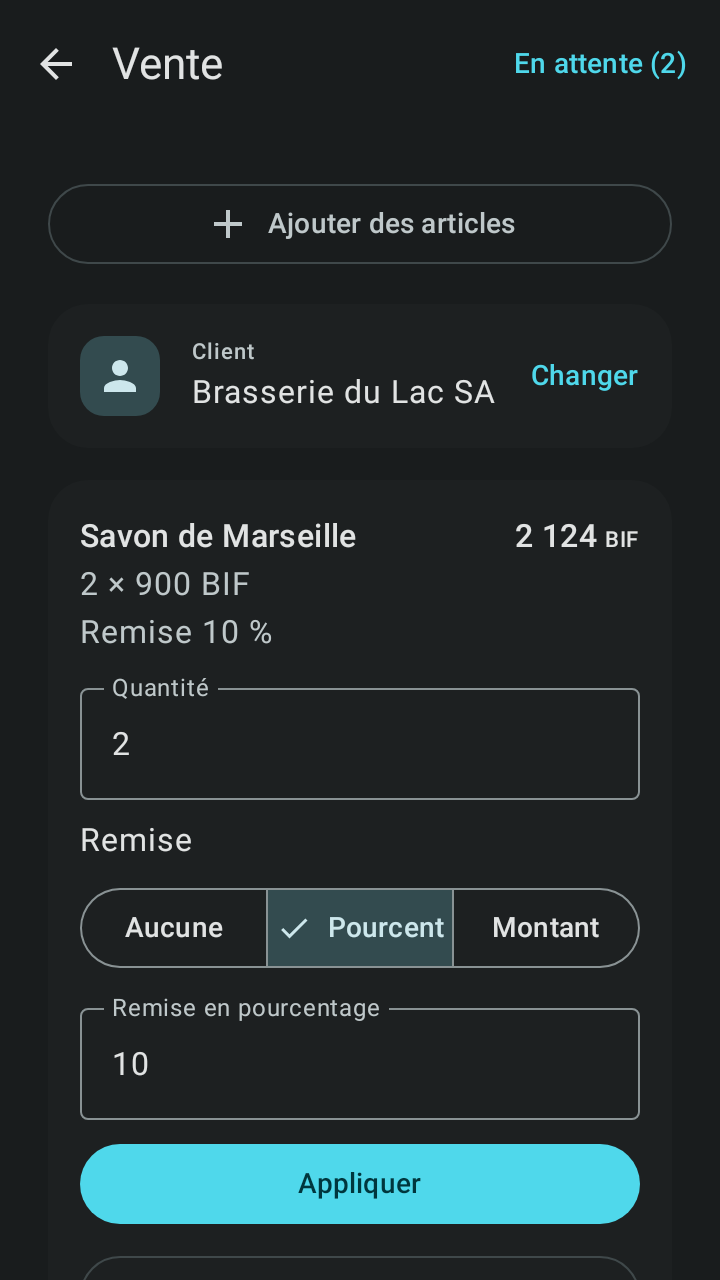 Vente
En attente (2)
Ajouter des articles
Client
Brasserie du Lac SA
Changer
Savon de Marseille
2 124 BIF
2 × 900 BIF
Remise 10 %
Quantité
2
Remise
Aucune
Pourcent
Montant
Remise en pourcentage
10
Appliquer